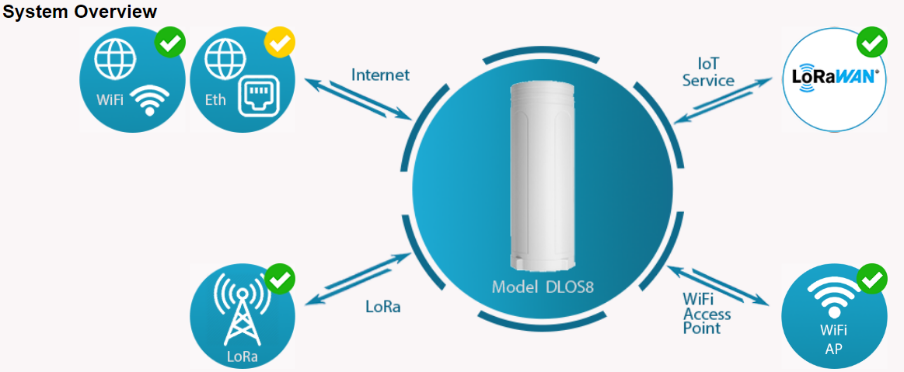 System Overview
WiFi
Eth
Internet
IoT
Service
LoRaWAN®
Model DLOS8
LoRa
LoRa
WiFi
Access
Point
WiFi
AP